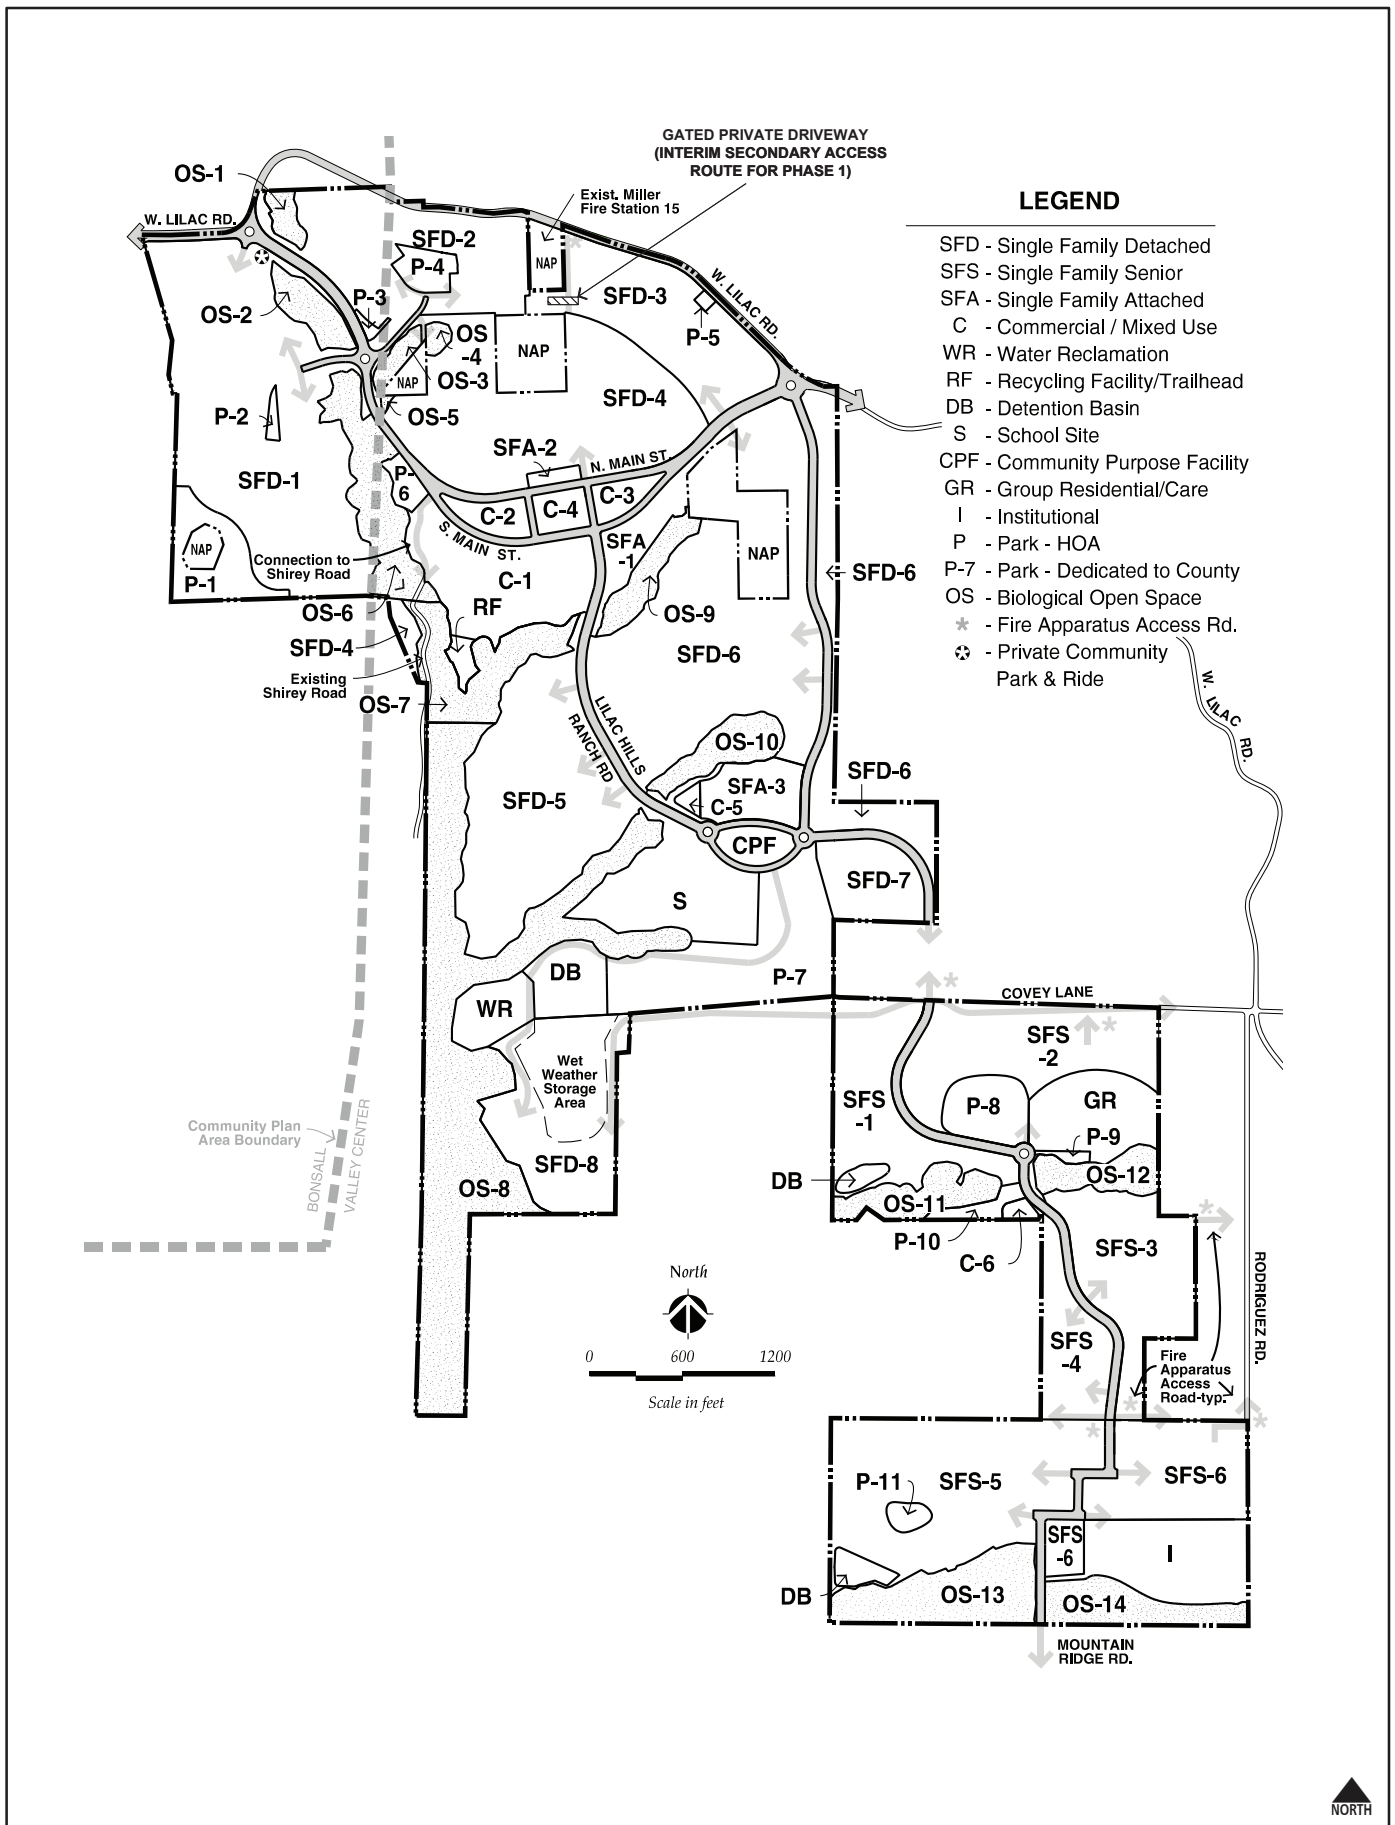 GATED PRIVATE DRIVEWAY
(INTERIM SECONDARY ACCESS
ROUTE FOR PHASE 1)
OS-1
Exist. Miller
Fire Station 15
W. LILAC RD.
SFD-2
P-4
NAP
OS-2
P-3
SFD-3
W. LILAC RD.
P-5
OS
-4
NAP
OS-3
NAP
OS-5
P-2
SFD-4
SFA-2
N. MAIN ST.
P-
6
SFD-1
C-2
C-4
C-3
S. MAIN ST.
SFA
-1
NAP
NAP
P-1
Connection to
Shirey Road
C-1
SFD-6
RF
OS-6
OS-9
SFD-4
SFD-6
Existing
Shirey Road
OS-7
LILAC HILLS
RANCH RD
OS-10
SFD-6
SFD-5
SFA-3
C-5
CPF
SFD-7
S
DB
P-7
WR
COVEY LANE
Wet
Weather
Storage
Area
SFS
-2
SFS
-1
P-8
GR
P-9
Community Plan
Area Boundary
BONSALL
VALLEY CENTER
SFD-8
OS-8
DB
OS-12
OS-11
P-10
C-6
SFS-3
RODRIGUEZ RD.
SFS
-4
Fire
Apparatus
Access
Road-typ.
North
0 600 1200
Scale in feet
P-11
SFS-5
SFS-6
SFS
-6
I
DB
OS-13
OS-14
MOUNTAIN
RIDGE RD.
W. LILAC RD.
LEGEND
SFD - Single Family Detached
SFS - Single Family Senior
SFA - Single Family Attached
C - Commercial / Mixed Use
WR - Water Reclamation
RF - Recycling Facility/Trailhead
DB - Detention Basin
S - School Site
CPF - Community Purpose Facility
GR - Group Residential/Care
I - Institutional
P - Park - HOA
P-7 - Park - Dedicated to County
OS - Biological Open Space
* - Fire Apparatus Access Rd.
- Private Community
Park & Ride
NORTH